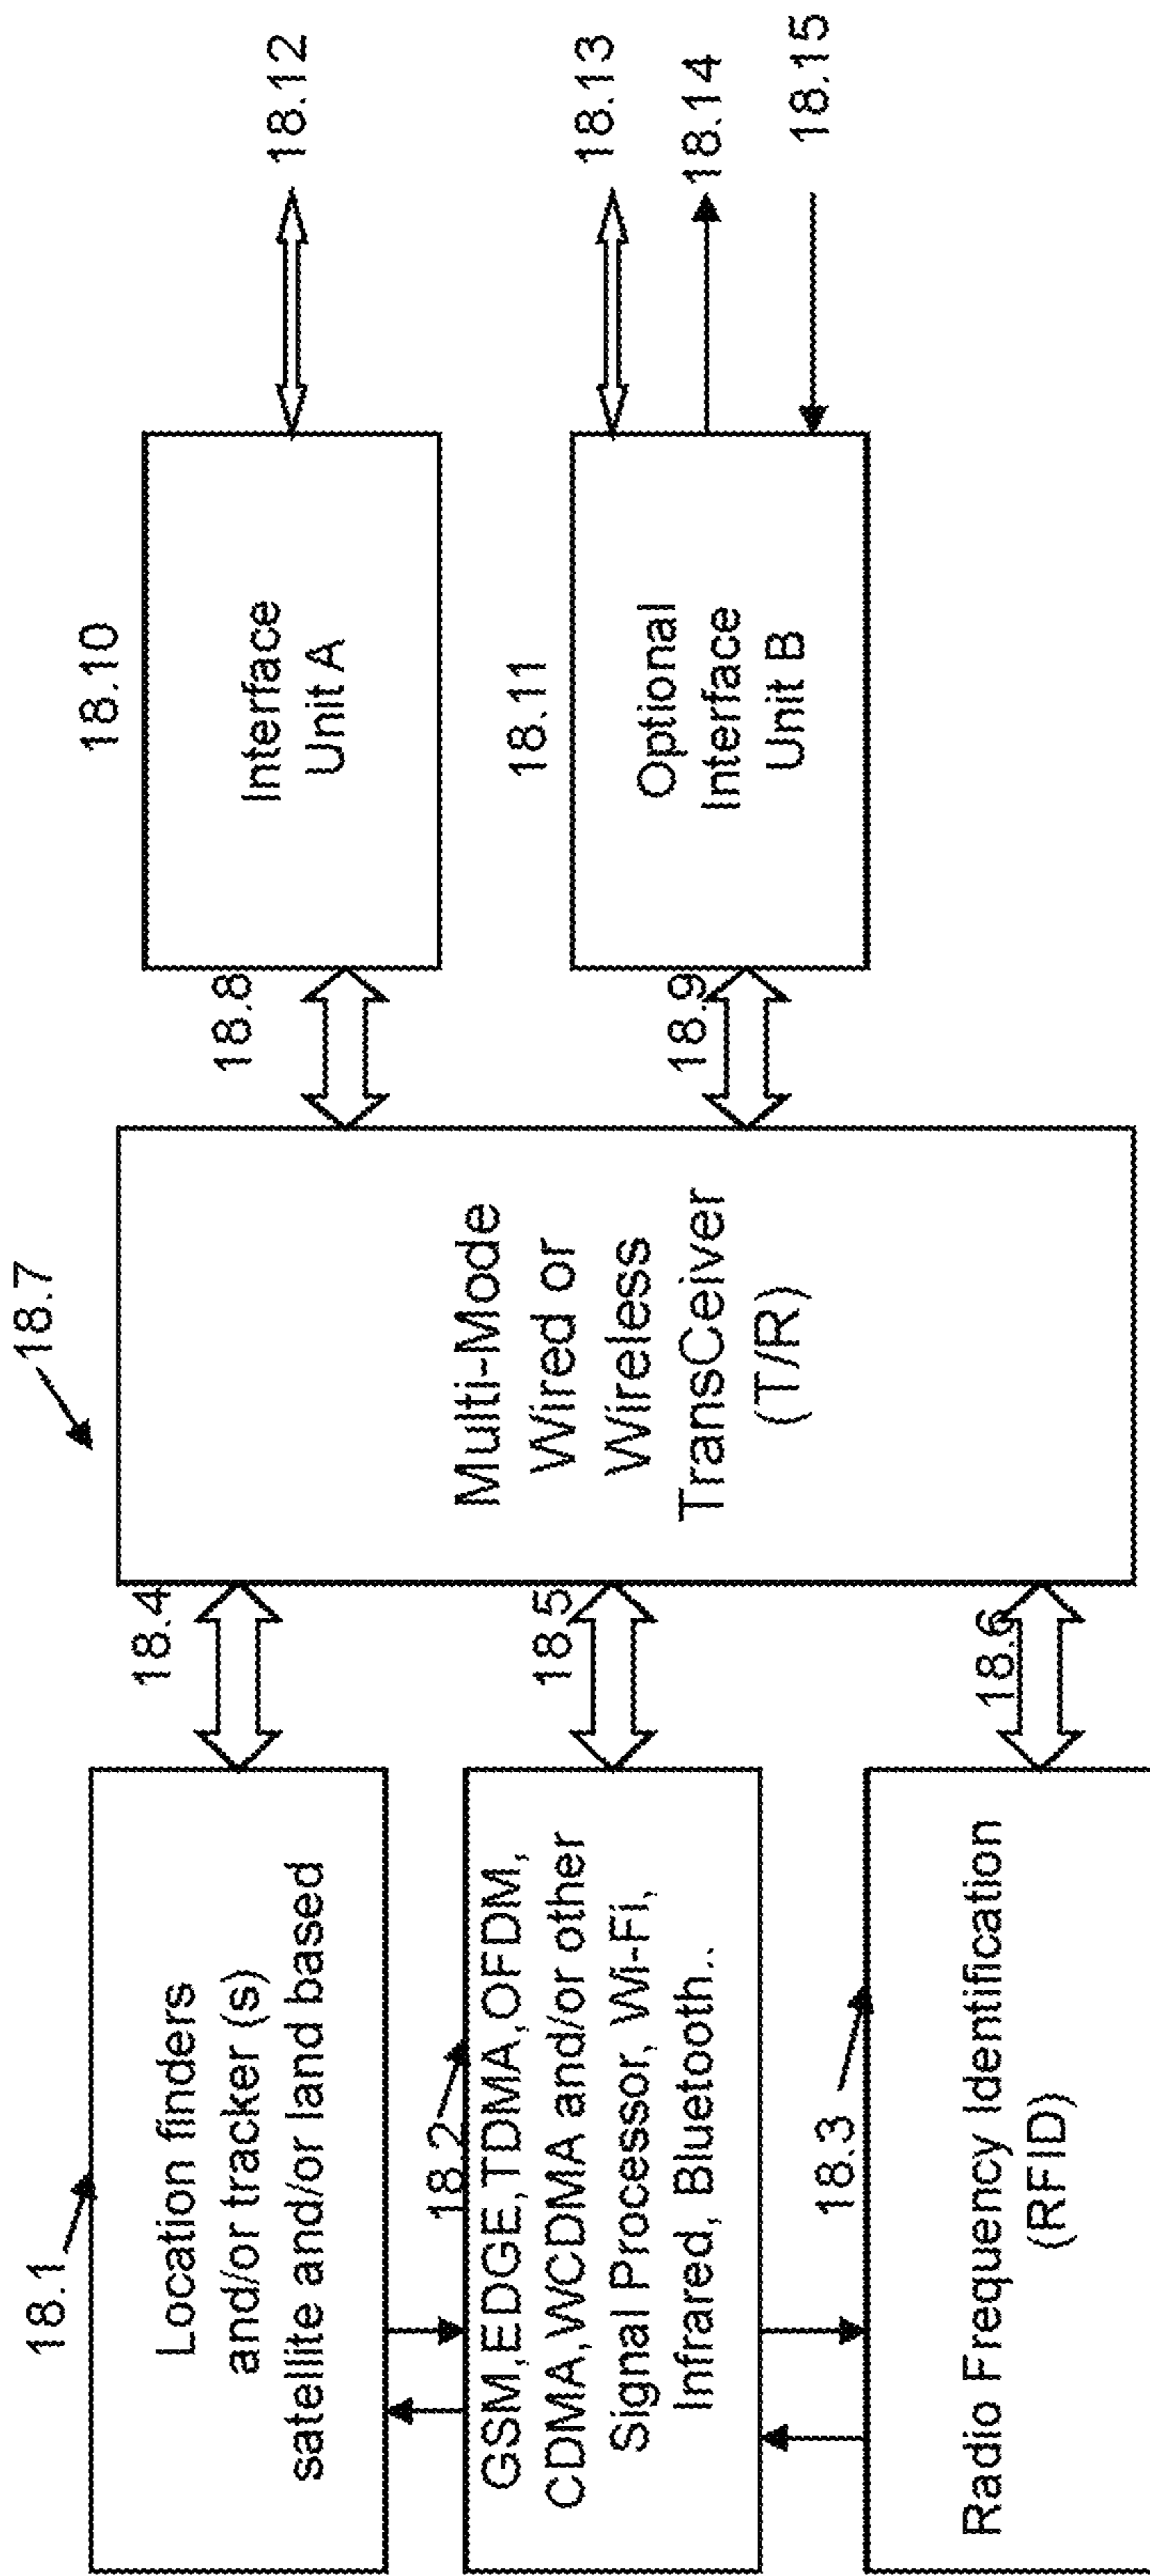 18.1
Location finders
and/or tracker (s)
satellite and/or land based
18.2
GSM,EDGE,TDMA,OFDM,
CDMA,WCDMA and/or other
Signal Processor, Wi-Fi,
Infrared, Bluetooth..
18.3
Radio Frequency Identification
(RFID)
18.4
18.5
18.6
18.7
Multi-Mode
Wired or
Wireless
TransCeiver
(T/R)
18.8
18.9
18.10
Interface
Unit A
18.11
Optional
Interface
Unit B
18.12
18.13
18.14
18.15